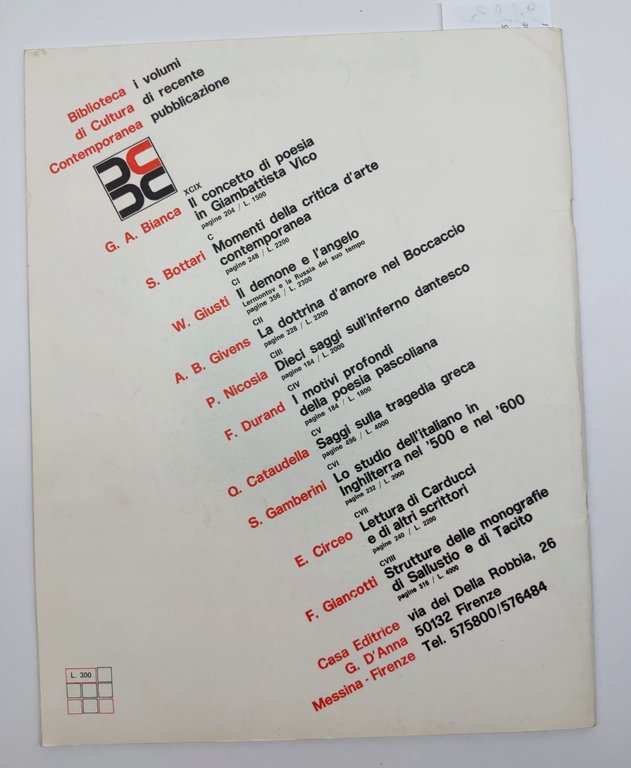 Biblioteca i volumi
di Cultura di recente
Contemporanea pubblicazione
XCIX
G. A. Bianca Il concetto di poesia
in Giambattista Vico
pagine 204 / L. 1500
C
S. Bottari Momenti della critica d'arte
contemporanea
pagine 248 / L. 2200
CI
W. Giusti Il demone e l'angelo
Lermontov e la Russia del suo tempo
pagine 356 / L. 2300
CII
A. B. Givens La dottrina d'amore nel Boccaccio
pagine 228 / L. 2200
CIII
P. Nicosia Dieci saggi sull'inferno dantesco
pagine 184 / L. 2000
CIV
F. Durand I motivi profondi
della poesia pascoliana
pagine 184 / L. 1800
CV
Q. Cataudella Saggi sulla tragedia greca
pagine 496 / L. 4000
CVI
S. Gamberini Lo studio dell'italiano in
Inghilterra nel '500 e nel '600
pagine 232 / L. 2000
CVII
E. Circeo Lettura di Carducci
e di altri scrittori
pagine 240 / L. 2200
CVIII
F. Giancotti Strutture delle monografie
di Sallustio e di Tacito
pagine 516 / L. 4000
Casa Editrice via dei Della Robbia, 26
G. D'Anna 50132 Firenze
Messina - Firenze Tel. 575800/576484
L. 300